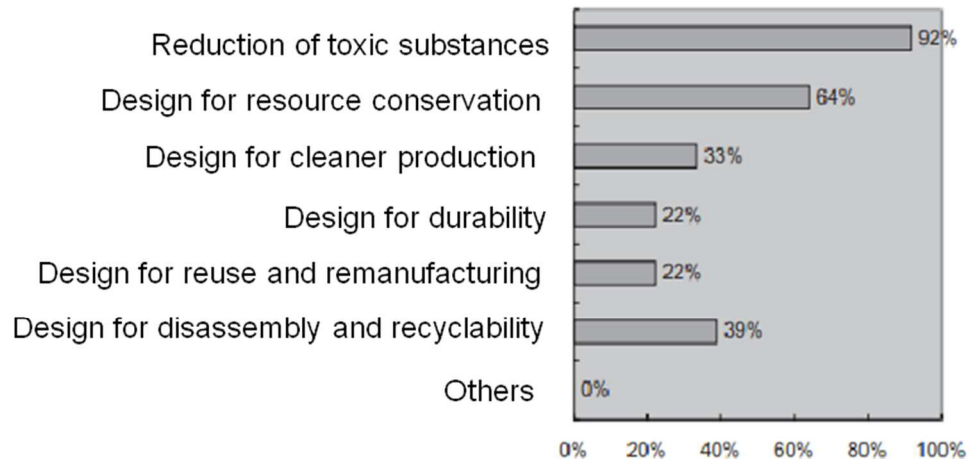 Reduction of toxic substances 92%
Design for resource conservation 64%
Design for cleaner production 33%
Design for durability 22%
Design for reuse and remanufacturing 22%
Design for disassembly and recyclability 39%
Others 0%
0% 20% 40% 60% 80% 100%